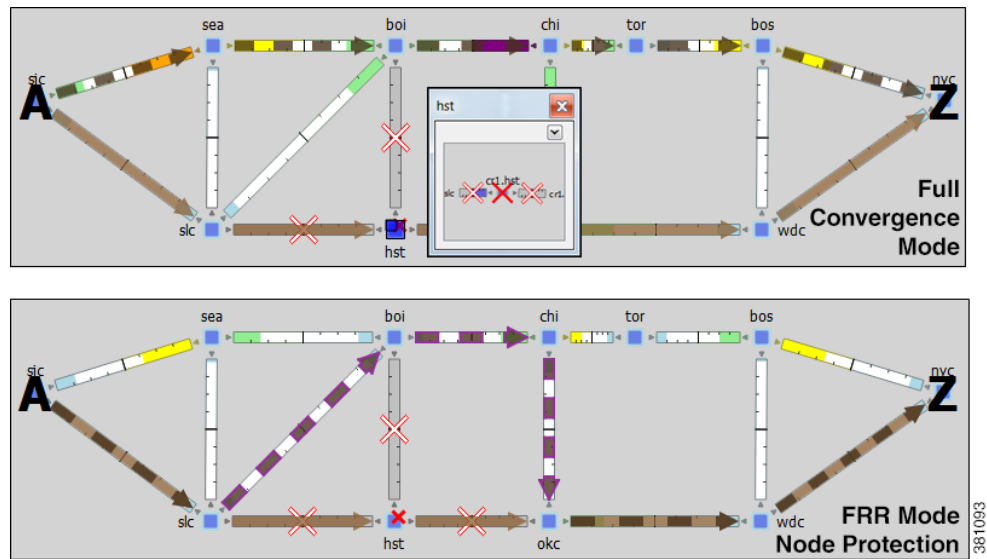 sea
boi
chi
tor
bos
sjc
A
nyc
Z
hst
cr1.hst
slc
cr1.
slc
hst
wdc
Full
Convergence
Mode
sea
boi
chi
tor
bos
sjc
A
nyc
Z
slc
hst
okc
wdc
FRR Mode
Node Protection
381093